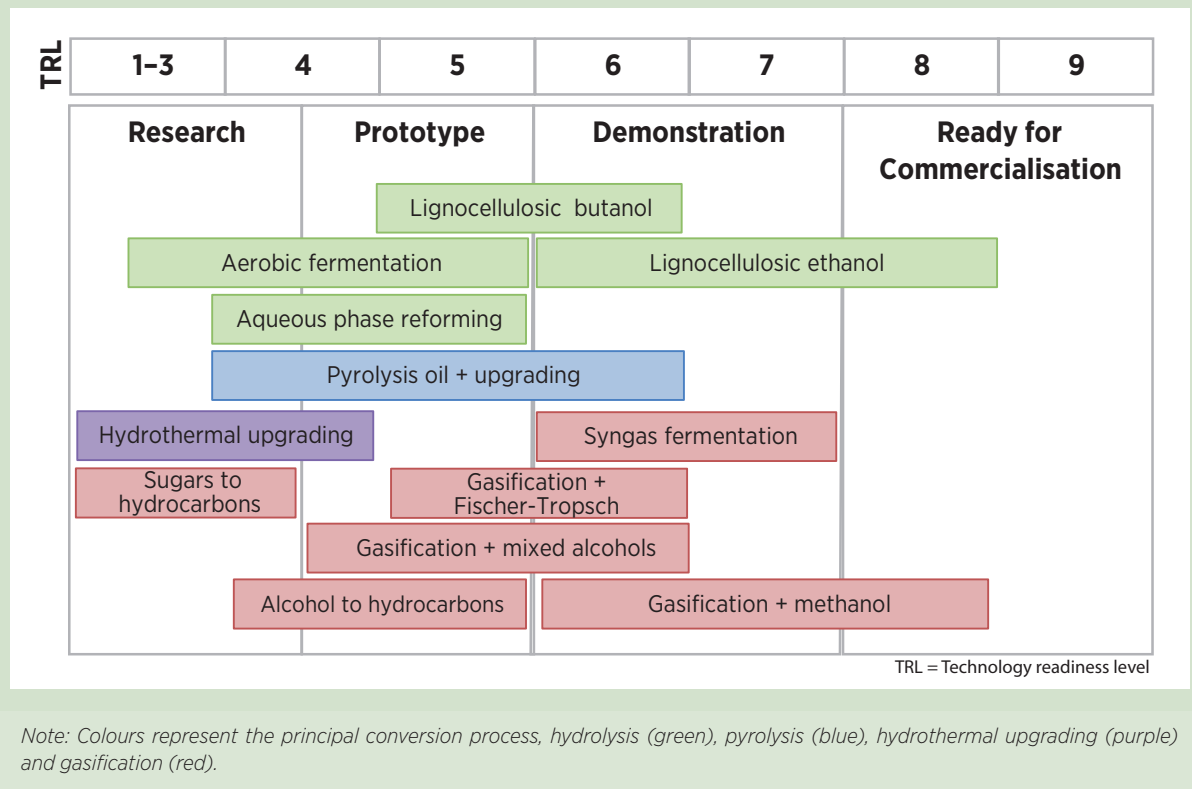 TRL
1–3 4 5 6 7 8 9
Research Prototype Demonstration Ready for
Commercialisation
Lignocellulosic butanol
Aerobic fermentation Lignocellulosic ethanol
Aqueous phase reforming
Pyrolysis oil + upgrading
Hydrothermal upgrading Syngas fermentation
Sugars to
hydrocarbons
Gasification +
Fischer-Tropsch
Gasification + mixed alcohols
Alcohol to hydrocarbons Gasification + methanol
TRL = Technology readiness level
Note: Colours represent the principal conversion process, hydrolysis (green), pyrolysis (blue), hydrothermal upgrading (purple)
and gasification (red).